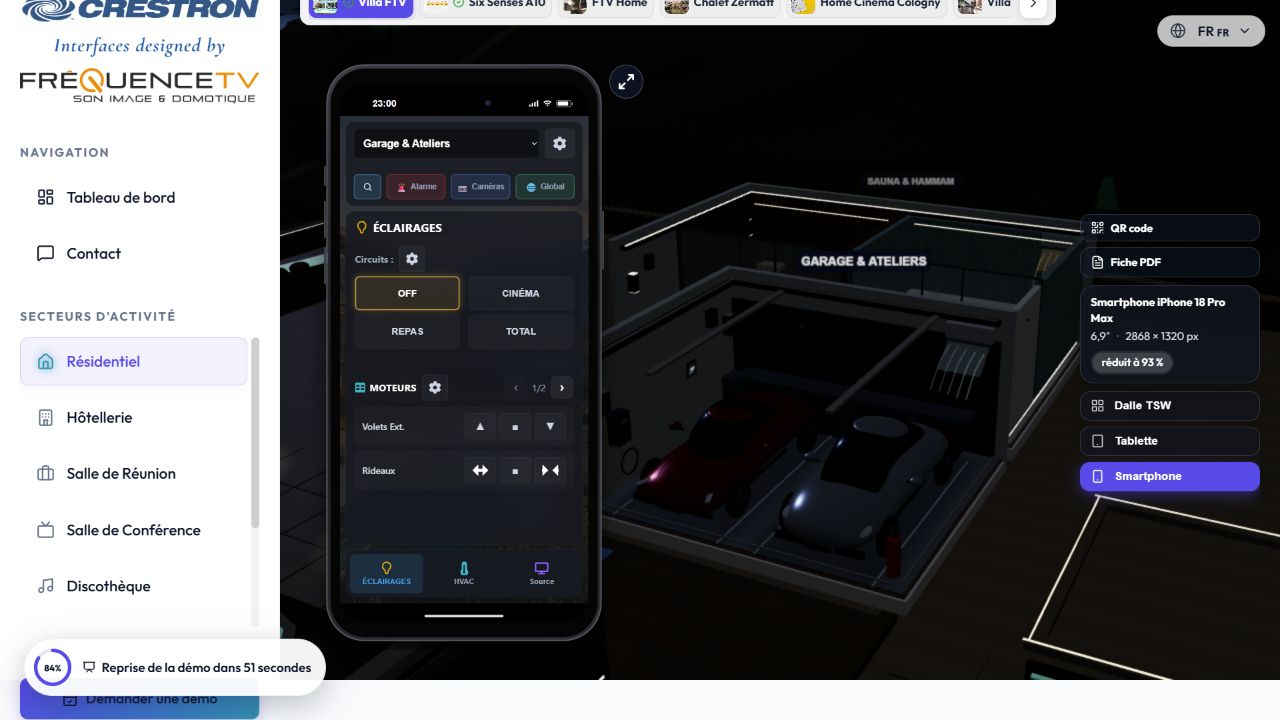 CRESTRON
Interfaces designed by
FRÉQUENCETV
SON IMAGE & DOMOTIQUE
NAVIGATION
Tableau de bord
Contact
SECTEURS D'ACTIVITÉ
Résidentiel
Hôtellerie
Salle de Réunion
Salle de Conférence
Discothèque
84%
Reprise de la démo dans 51 secondes
Demander une démo
Villa FTV
Six Senses A10
FTV Home
Chalet Zermatt
Home Cinema Cologny
Villa
FR FR
23:00
Garage & Ateliers
Alarme
Caméras
Global
ÉCLAIRAGES
Circuits :
OFF
CINÉMA
REPAS
TOTAL
MOTEURS
1/2
Volets Ext.
Rideaux
ÉCLAIRAGES
HVAC
Source
SAUNA & HAMMAM
GARAGE & ATELIERS
QR code
Fiche PDF
Smartphone iPhone 18 Pro
Max
6,9" · 2868 × 1320 px
réduit à 93 %
Dalle TSW
Tablette
Smartphone